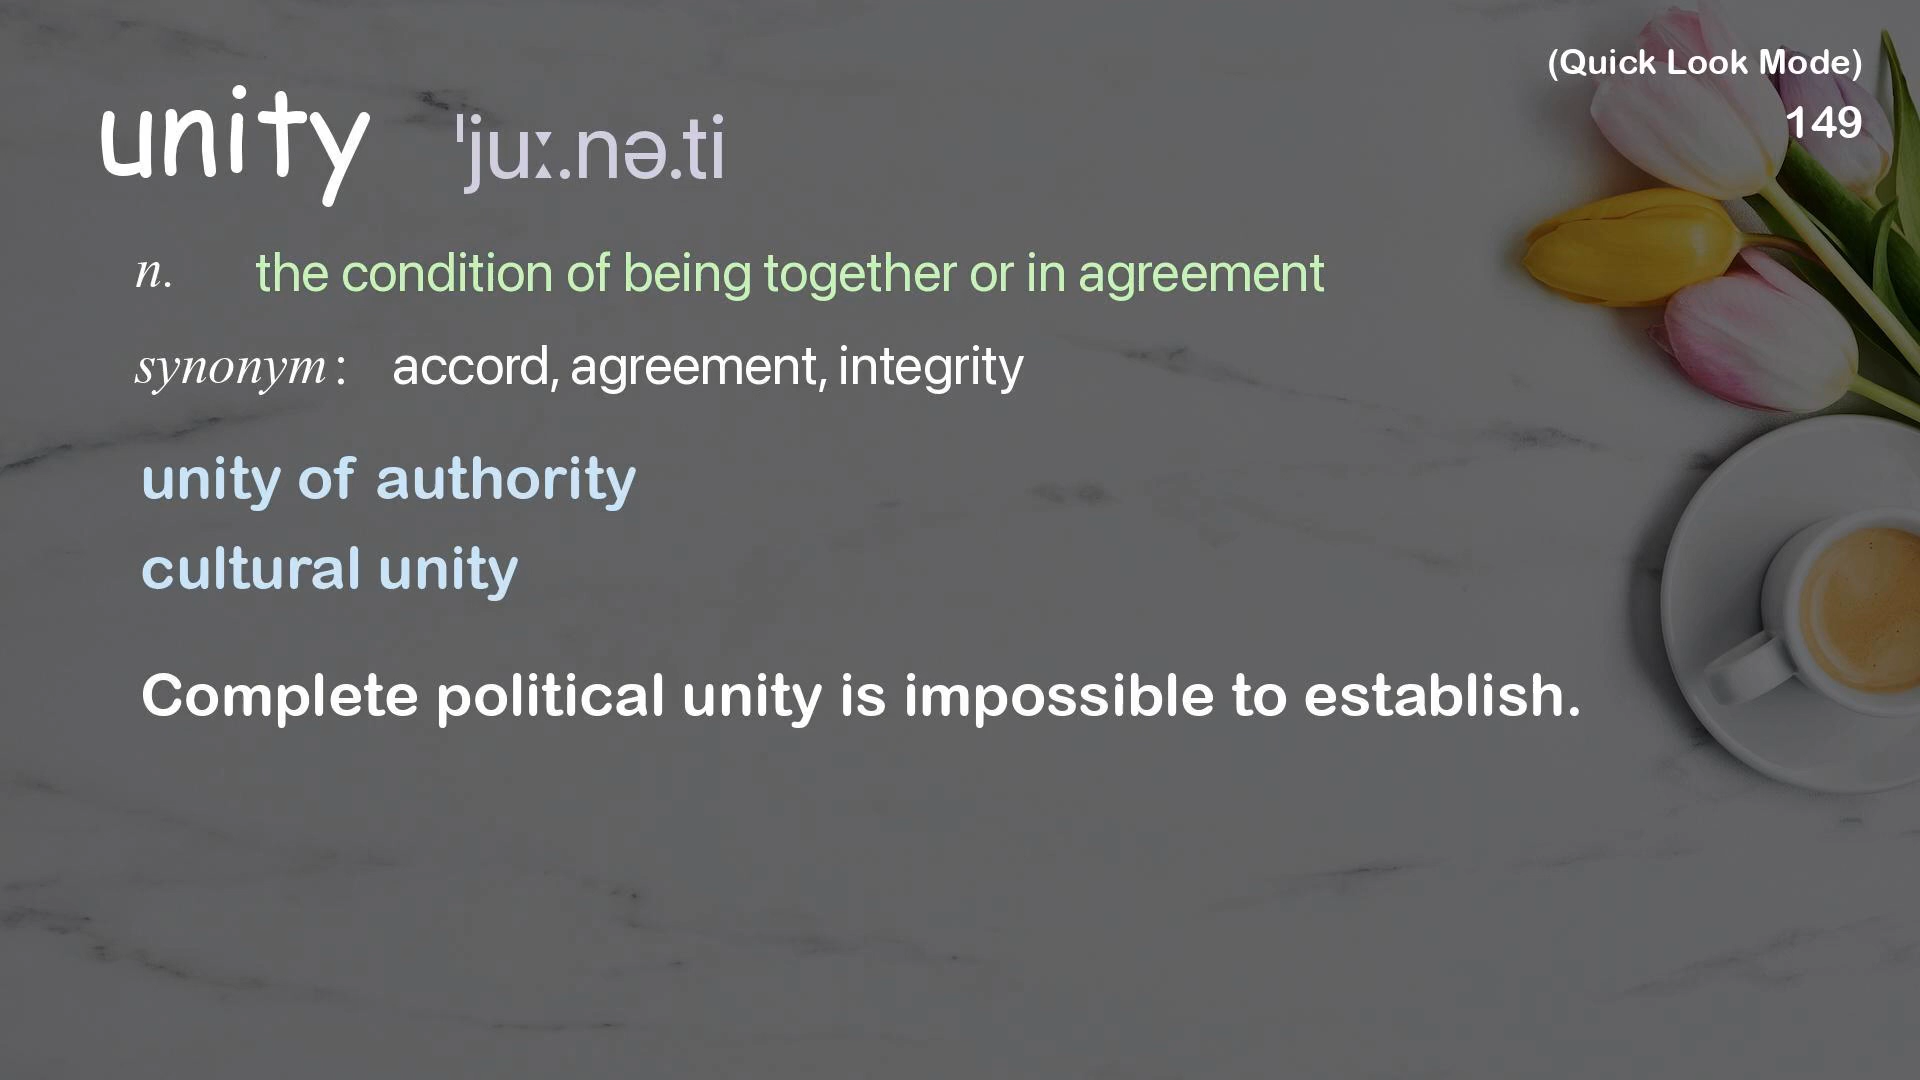 (Quick Look Mode)
149
unity ˈjuː.nə.ti
n. the condition of being together or in agreement
synonym: accord, agreement, integrity
unity of authority
cultural unity
Complete political unity is impossible to establish.